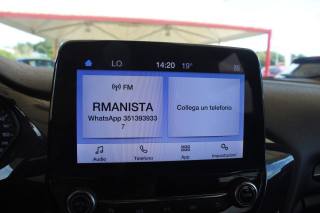 LO 14:20 19°
FM
RMANISTA
WhatsApp 351393933
7
Collega un telefono
Audio Telefono App Impostazioni